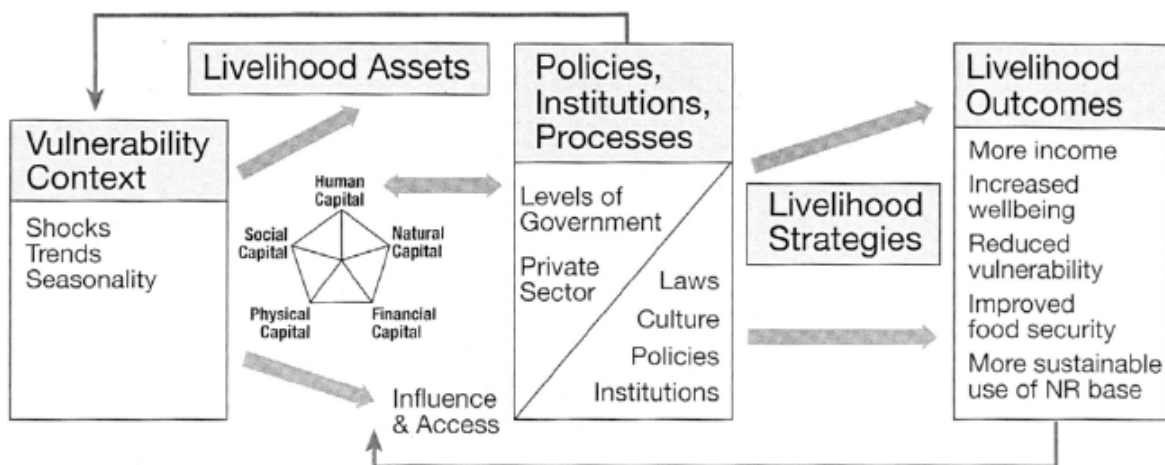 Vulnerability
Context
Shocks
Trends
Seasonality
Livelihood Assets
Human
Capital
Social
Capital
Natural
Capital
Physical
Capital
Financial
Capital
Influence
& Access
Policies,
Institutions,
Processes
Levels of
Government
Private
Sector
Laws
Culture
Policies
Institutions
Livelihood
Strategies
Livelihood
Outcomes
More income
Increased
wellbeing
Reduced
vulnerability
Improved
food security
More sustainable
use of NR base